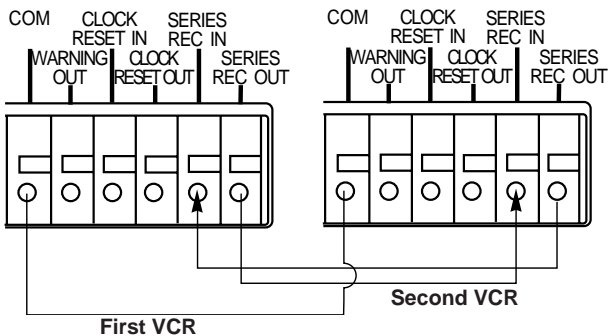 COM CLOCK RESET IN SERIES REC IN
WARNING OUT CLOCK RESET OUT SERIES REC OUT
COM CLOCK RESET IN SERIES REC IN
WARNING OUT CLOCK RESET OUT SERIES REC OUT
Second VCR
First VCR